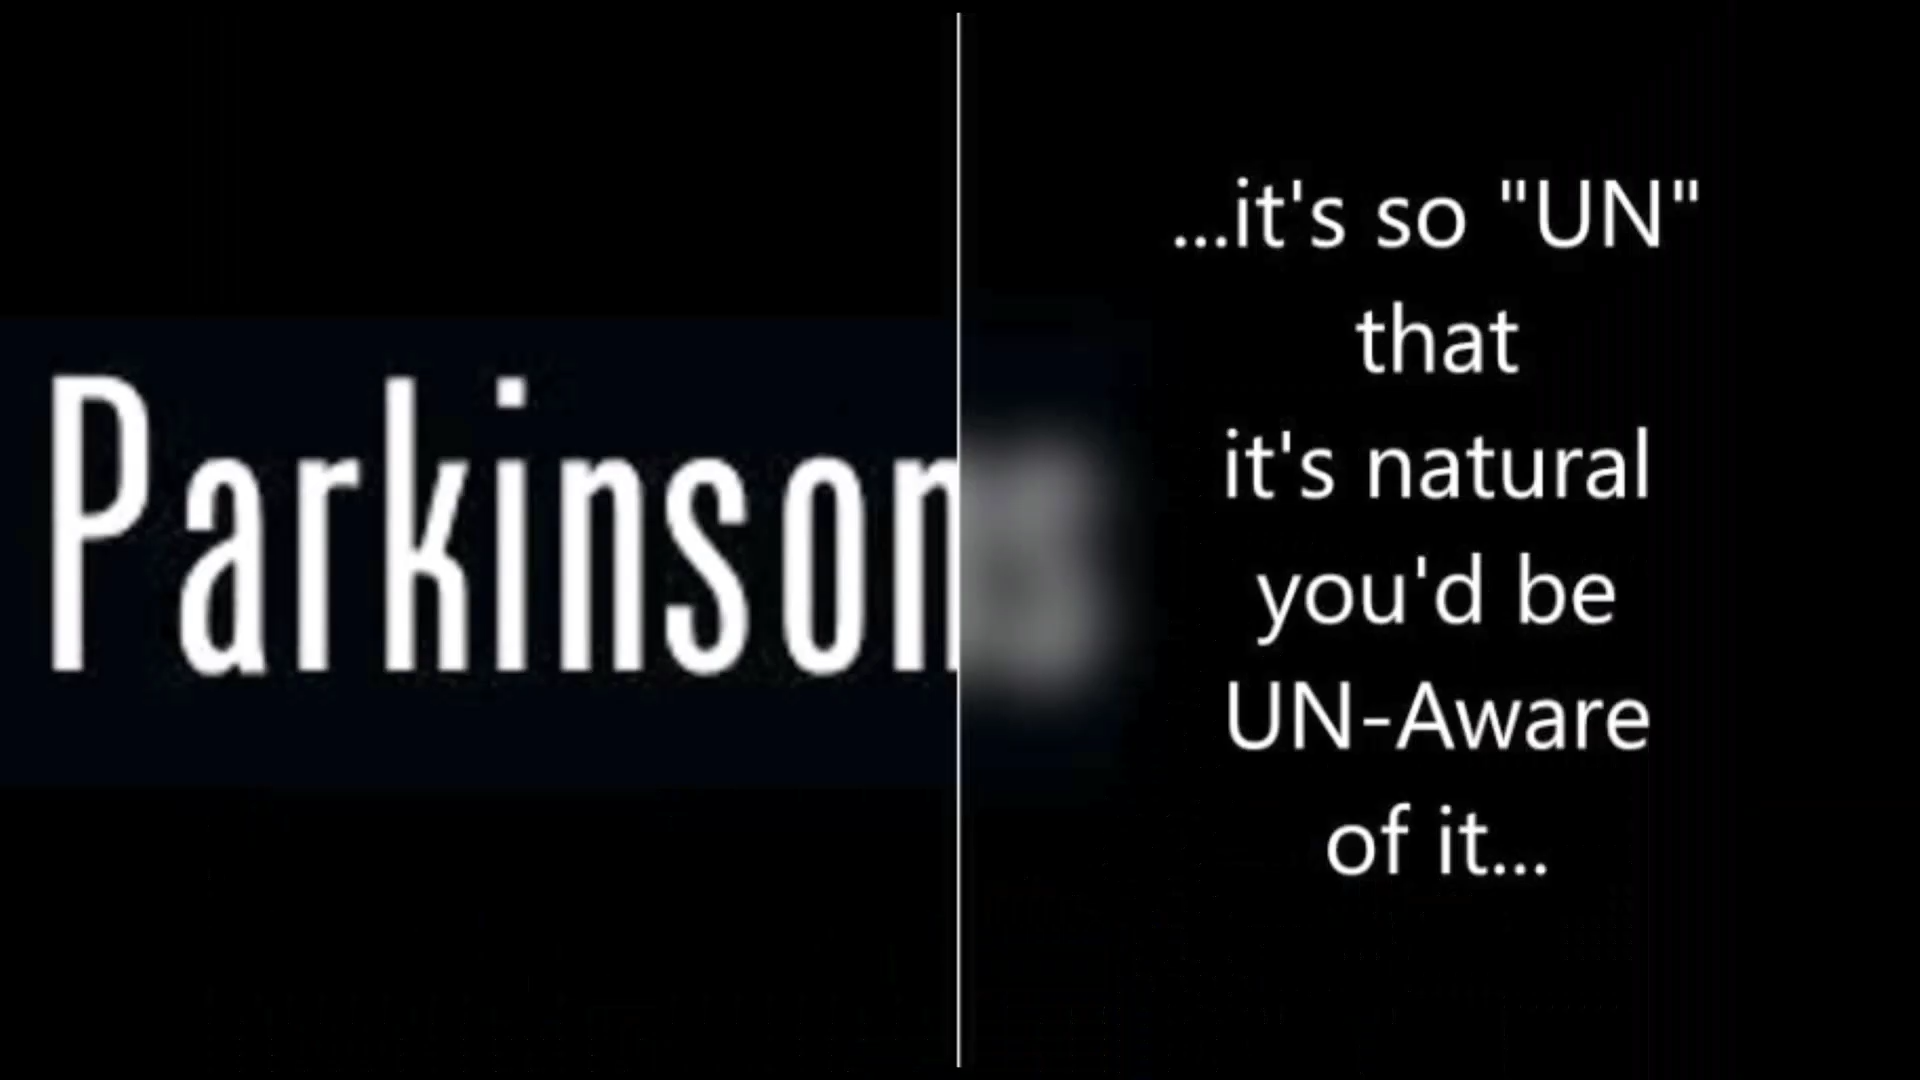 Parkinson
...it's so "UN"
that
it's natural
you'd be
UN-Aware
of it...